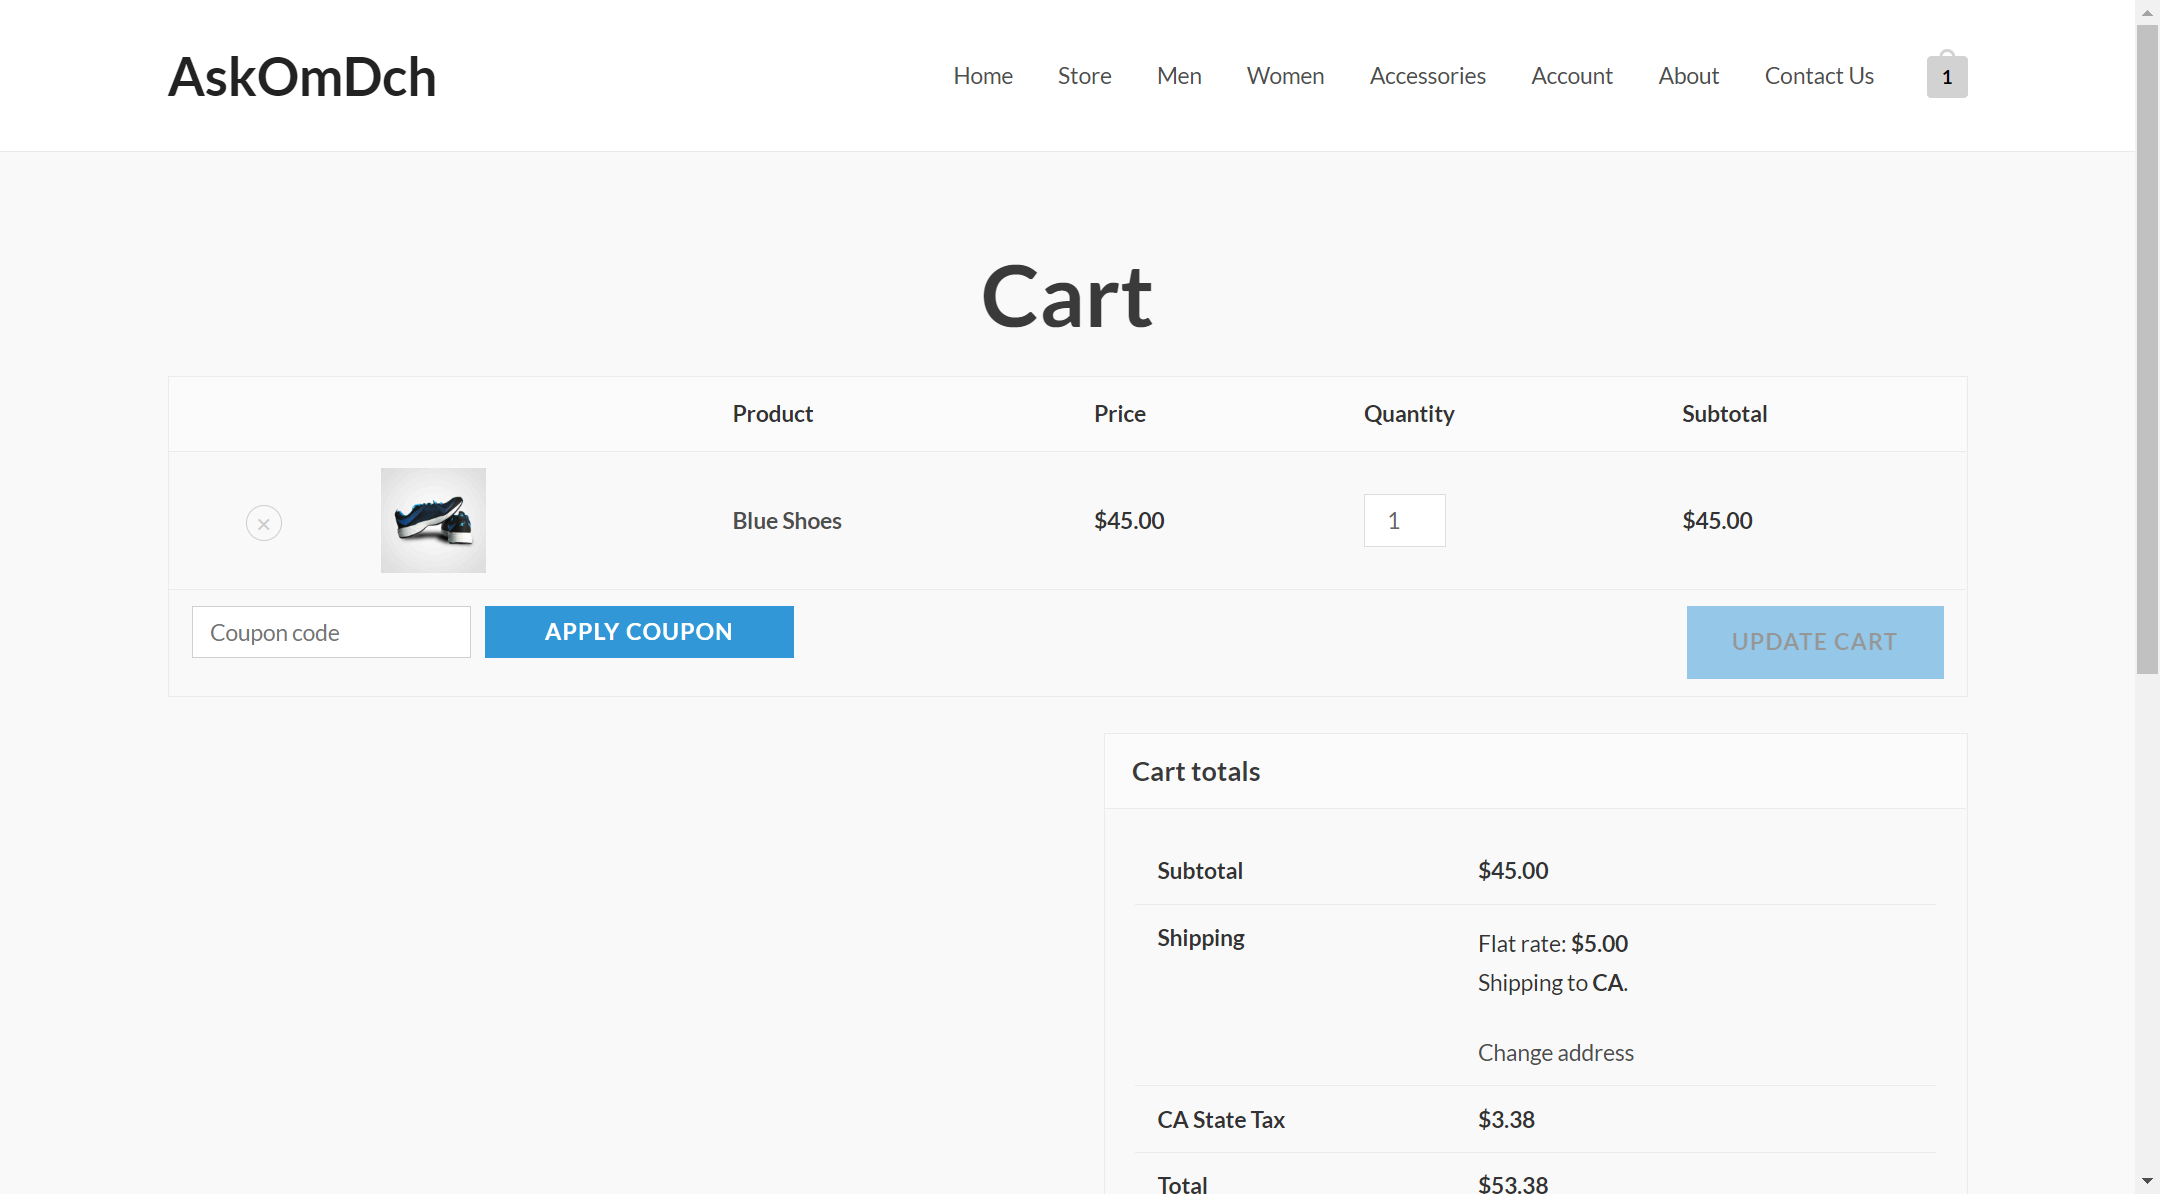 AskOmDch
Home Store Men Women Accessories Account About Contact Us 1
Cart
Product Price Quantity Subtotal
× Blue Shoes $45.00 1 $45.00
Coupon code APPLY COUPON UPDATE CART
Cart totals
Subtotal $45.00
Shipping Flat rate: $5.00
Shipping to CA.
Change address
CA State Tax $3.38
Total $53.38